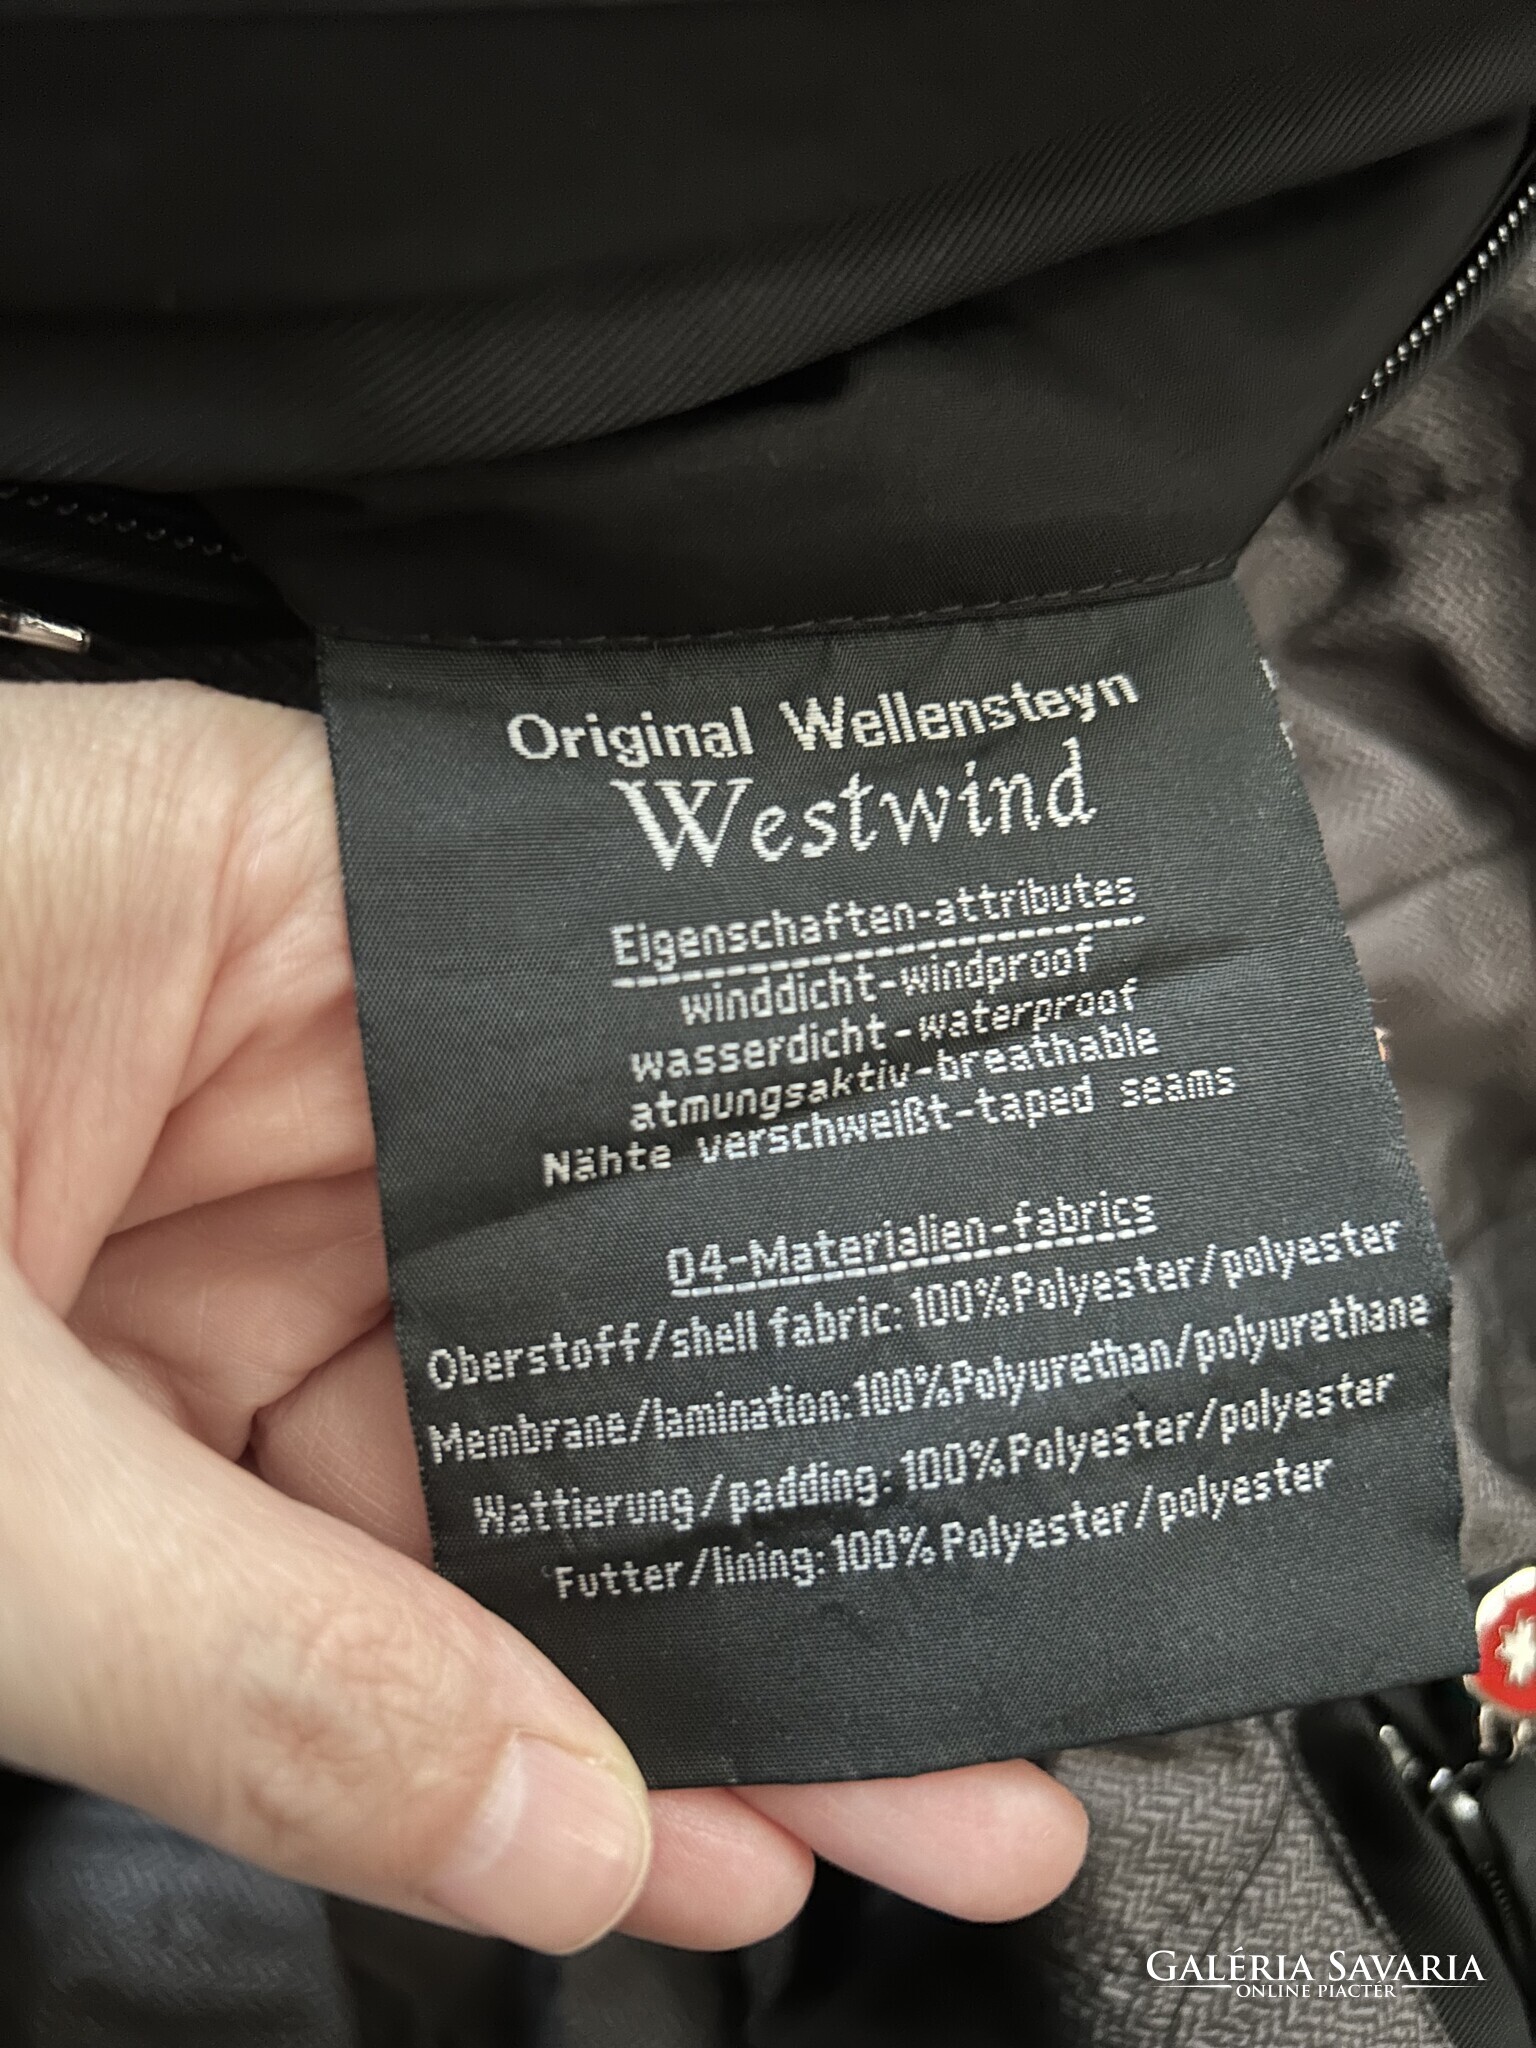 Original Wellensteyn
Westwind
Eigenschaften-attributes
winddicht-windproof
wasserdicht-waterproof
atmungsaktiv-breathable
Nähte verschweißt-taped seams
04-Materialien-fabrics
Oberstoff/shell fabric: 100%Polyester/polyester
Membrane/lamination:100%Polyurethan/polyurethane
Wattierung/padding: 100%Polyester/polyester
Futter/lining: 100%Polyester/polyester
GALÉRIA SAVARIA
ONLINE PIACTÉR